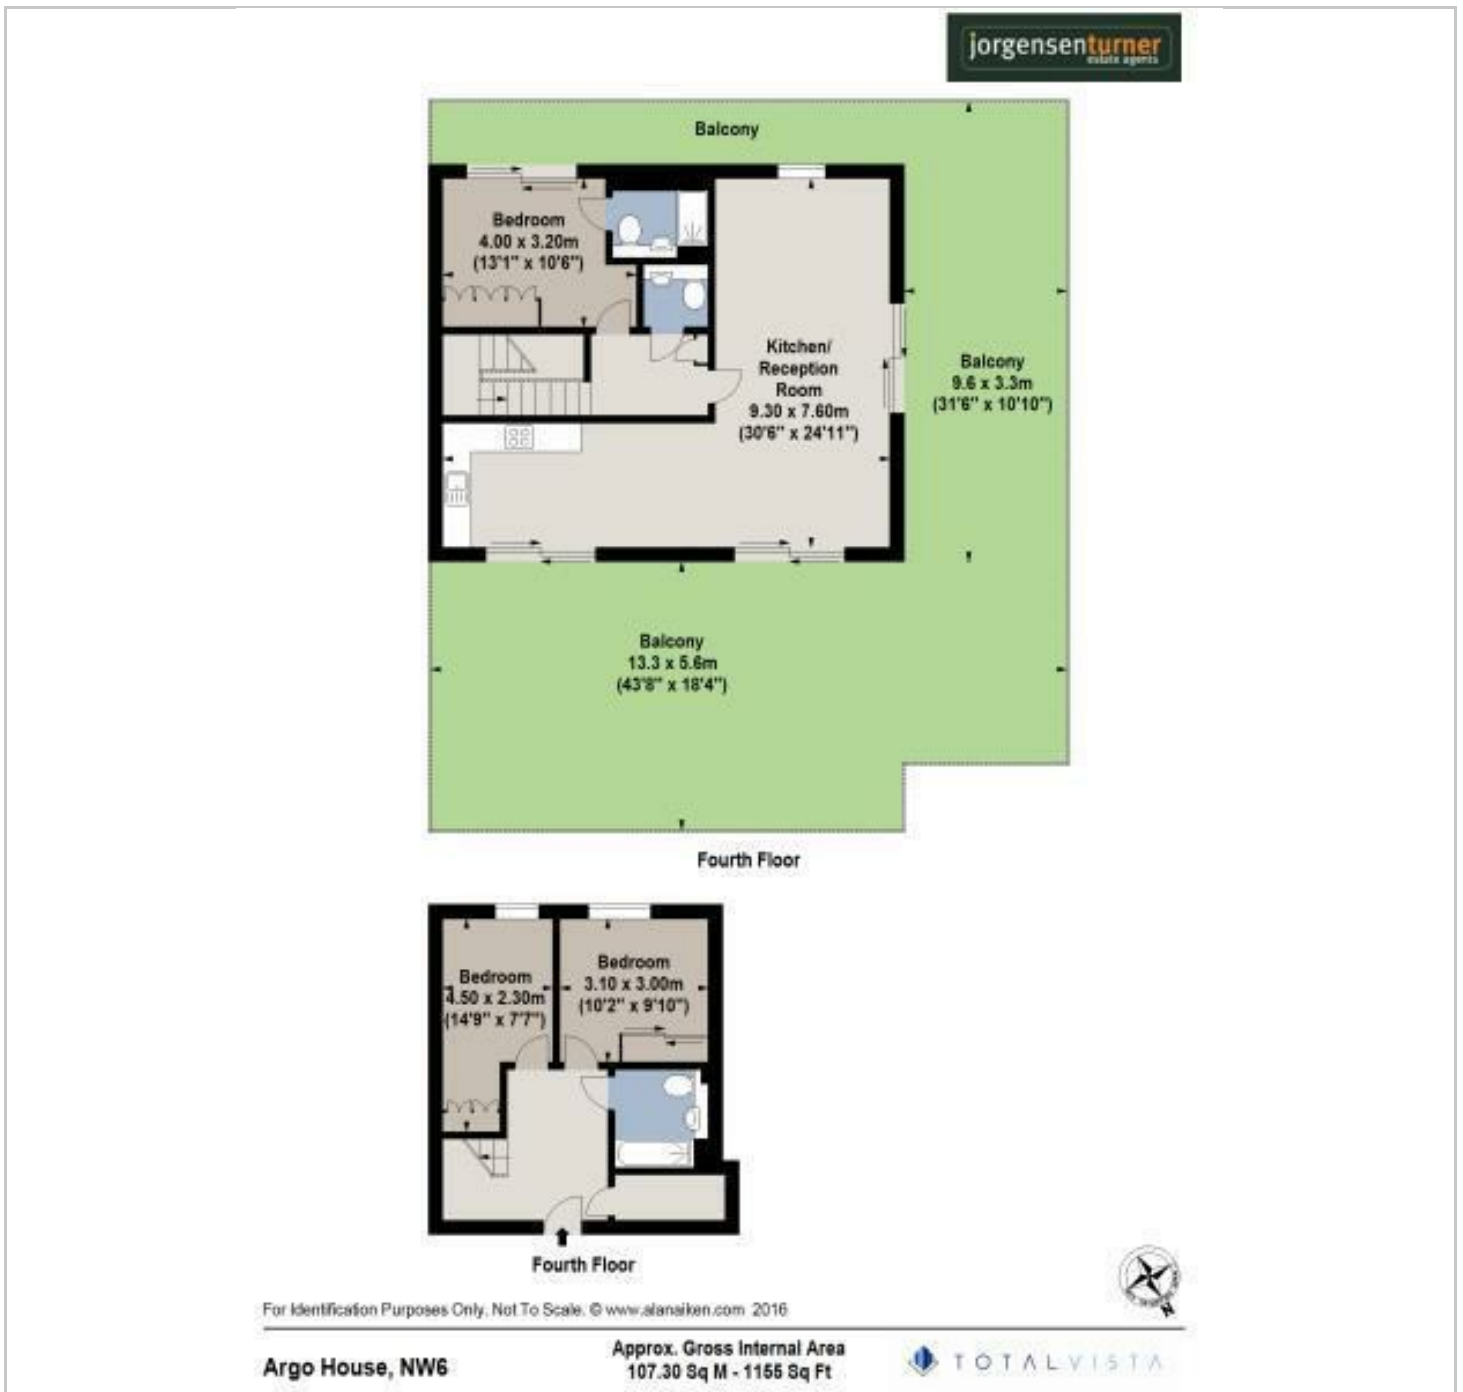 jorgensenturner
estate agents
Balcony
Bedroom
4.00 x 3.20m
(13'1" x 10'6")
Kitchen/
Reception
Room
9.30 x 7.60m
(30'6" x 24'11")
Balcony
9.6 x 3.3m
(31'6" x 10'10")
Balcony
13.3 x 5.6m
(43'8" x 18'4")
Fourth Floor
Bedroom
4.50 x 2.30m
(14'9" x 7'7")
Bedroom
3.10 x 3.00m
(10'2" x 9'10")
Fourth Floor
N
For Identification Purposes Only. Not To Scale. © www.alanaiken.com 2016
Argo House, NW6
Approx. Gross Internal Area
107.30 Sq M - 1155 Sq Ft
TOTALVISTA